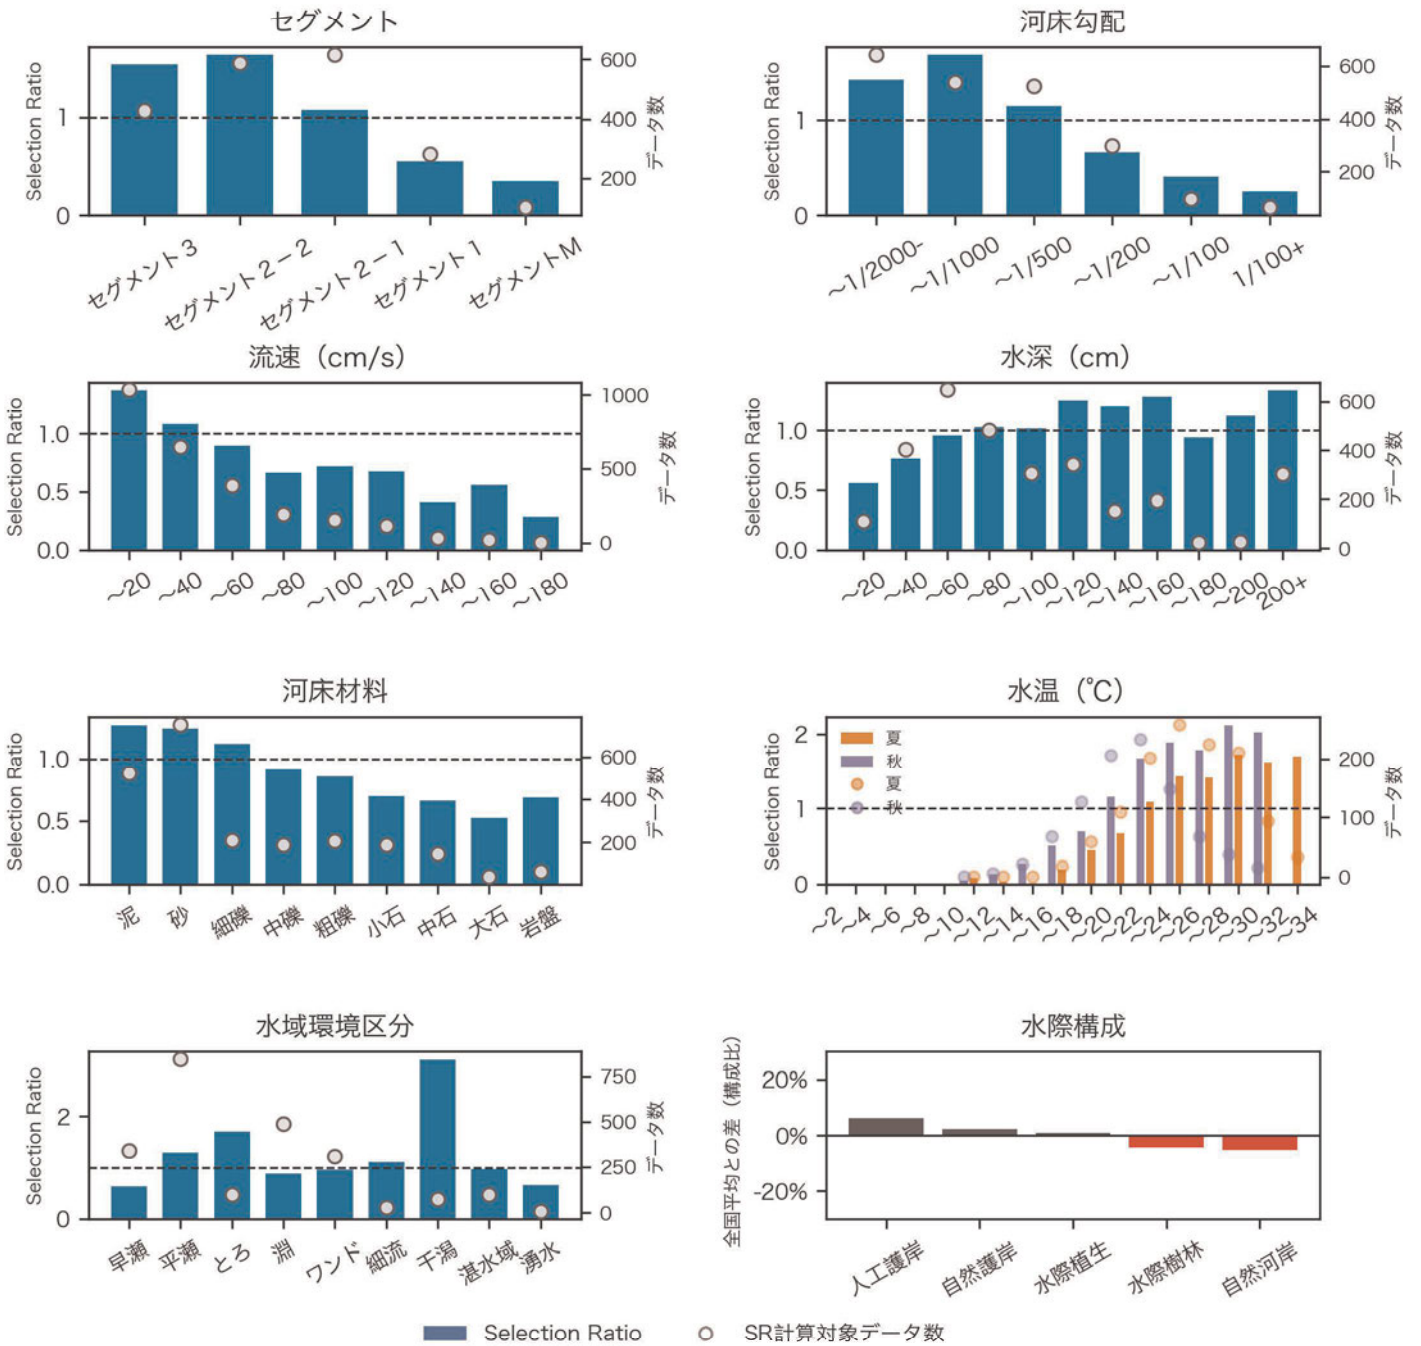 セグメント
Selection Ratio
1
0
600
400
200
データ数
セグメント3
セグメント2－2
セグメント2－1
セグメント1
セグメントM
河床勾配
Selection Ratio
1
0
600
400
200
データ数
～1/2000-
～1/1000
～1/500
～1/200
～1/100
1/100+
流速（cm/s）
Selection Ratio
1.0
0.5
0.0
1000
500
0
データ数
～20
～40
～60
～80
～100
～120
～140
～160
～180
水深（cm）
Selection Ratio
1.0
0.5
0.0
600
400
200
0
データ数
～20
～40
～60
～80
～100
～120
～140
～160
～180
～200
200+
河床材料
Selection Ratio
1.0
0.5
0.0
600
400
200
データ数
泥
砂
細礫
中礫
粗礫
小石
中石
大石
岩盤
水温（℃）
Selection Ratio
2
1
0
夏
秋
夏
秋
200
100
0
データ数
～2
～4
～6
～8
～10
～12
～14
～16
～18
～20
～22
～24
～26
～28
～30
～32
～34
水域環境区分
Selection Ratio
2
1
0
750
500
250
0
データ数
早瀬
平瀬
とろ
淵
ワンド
細流
干潟
湛水域
湧水
水際構成
全国平均との差（構成比）
20%
0%
-20%
人工護岸
自然護岸
水際植生
水際樹林
自然河岸
Selection Ratio
SR計算対象データ数